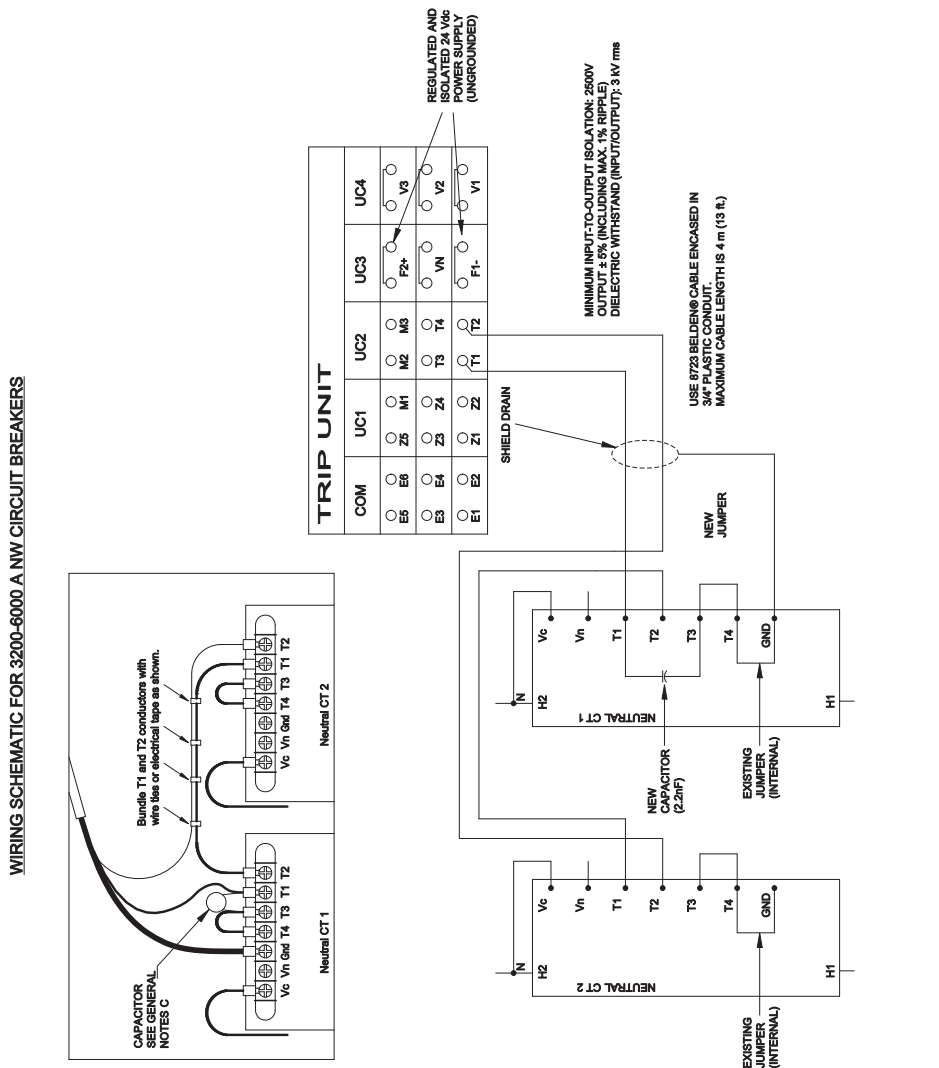 WIRING SCHEMATIC FOR 3200-6000 A NW CIRCUIT BREAKERS
CAPACITOR
SEE GENERAL
NOTES C
Bundle T1 and T2 conductors with
wire ties or electrical tape as shown.
Vc Vn Gnd T4 T3 T1 T2
Neutral CT 1
Vc Vn Gnd T4 T3 T1 T2
Neutral CT 2
TRIP UNIT
COM UC1 UC2 UC3 UC4
E5 E6 Z5 M1 M2 M3 F2+ V3
E3 E4 Z3 Z4 T3 T4 VN V2
E1 E2 Z1 Z2 T1 T2 F1- V1
REGULATED AND
ISOLATED 24 Vdc
POWER SUPPLY
(UNGROUNDED)
SHIELD DRAIN
MINIMUM INPUT-TO-OUTPUT ISOLATION: 2500V
OUTPUT ± 5% (INCLUDING MAX. 1% RIPPLE)
DIELECTRIC WITHSTAND (INPUT/OUTPUT): 3 kV rms
USE 8723 BELDEN® CABLE ENCASED IN
3/4" PLASTIC CONDUIT.
MAXIMUM CABLE LENGTH IS 4 m (13 ft.)
NEW
JUMPER
N
H2
Vc
Vn
T1
T2
T3
T4
GND
H1
NEUTRAL CT 1
NEW
CAPACITOR
(2.2nF)
EXISTING
JUMPER
(INTERNAL)
N
H2
Vc
Vn
T1
T2
T3
T4
GND
H1
NEUTRAL CT 2
EXISTING
JUMPER
(INTERNAL)